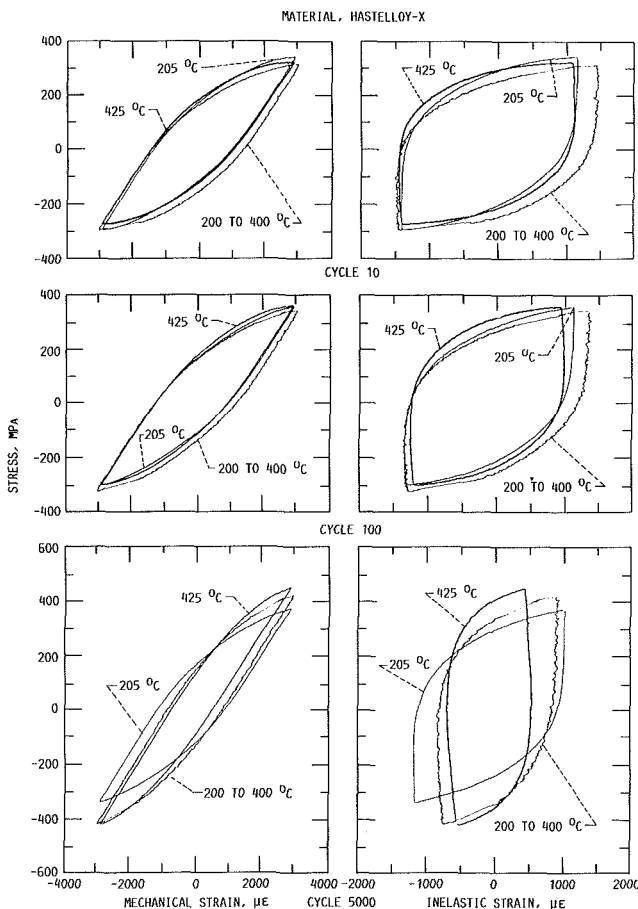 MATERIAL, HASTELLOY-X
400
200
0
-200
-400
205 °C
425 °C
200 TO 400 °C
425 °C
205 °C
200 TO 400 °C
CYCLE 10
400
200
0
-200
-400
STRESS, MPA
425 °C
205 °C
200 TO 400 °C
425 °C
205 °C
200 TO 400 °C
CYCLE 100
600
400
200
0
-200
-400
-600
425 °C
205 °C
200 TO 400 °C
425 °C
205 °C
200 TO 400 °C
-4000 -2000 0 2000 4000
-2000 -1000 0 1000 2000
MECHANICAL STRAIN, µE CYCLE 5000 INELASTIC STRAIN, µE